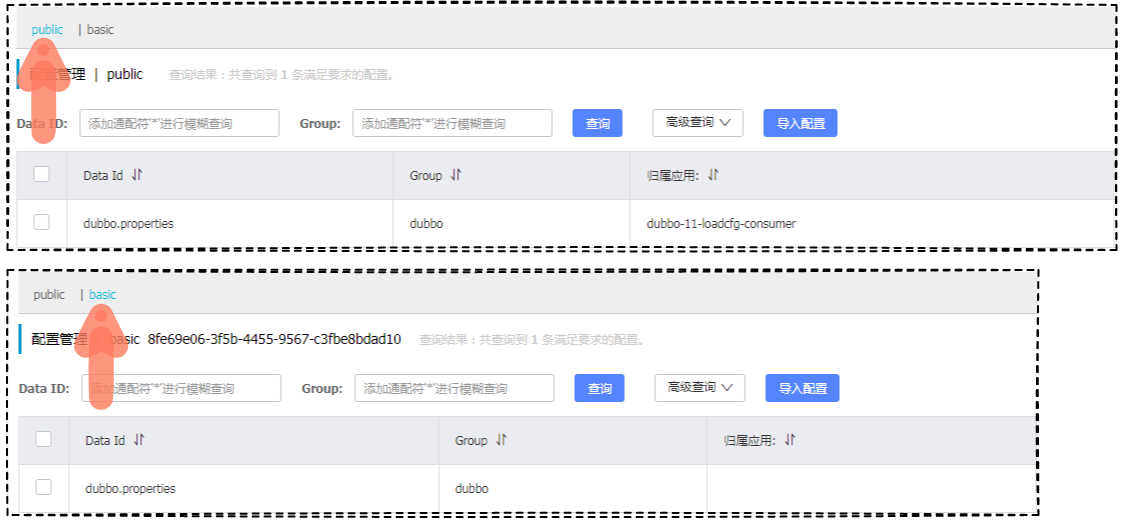 public | basic
配置管理 | public 查询结果：共查询到 1 条满足要求的配置。
Data ID: 添加通配符'*'进行模糊查询 Group: 添加通配符'*'进行模糊查询 查询 高级查询 导入配置
Data Id Group 归属应用:
dubbo.properties dubbo dubbo-11-loadcfg-consumer
public | basic
配置管理 | basic 8fe69e06-3f5b-4455-9567-c3fbe8bdad10 查询结果：共查询到 1 条满足要求的配置。
Data ID: 添加通配符'*'进行模糊查询 Group: 添加通配符'*'进行模糊查询 查询 高级查询 导入配置
Data Id Group 归属应用:
dubbo.properties dubbo